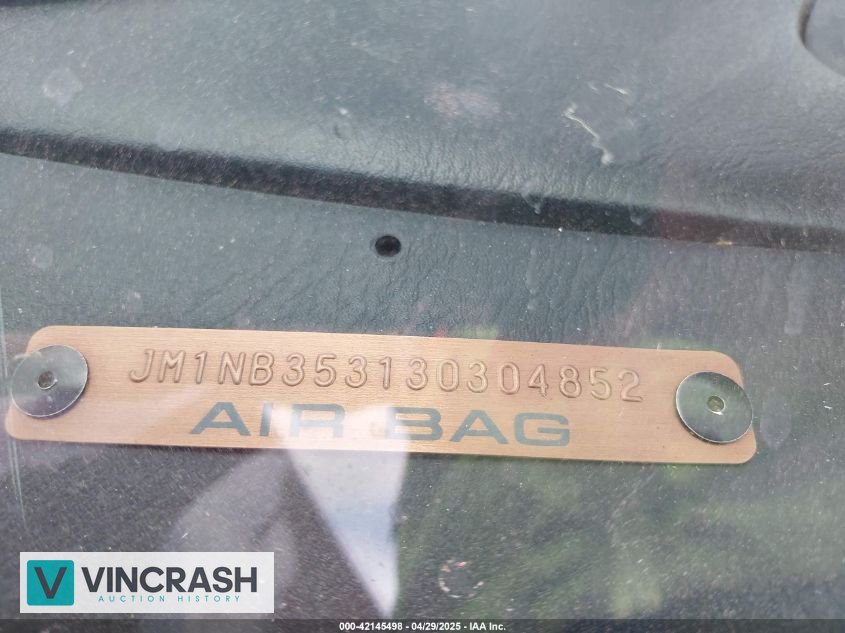 JM1NB353130304852
AIR BAG
VINCRASH
AUCTION HISTORY
000-42145498 - 04/29/2025 - IAA Inc.